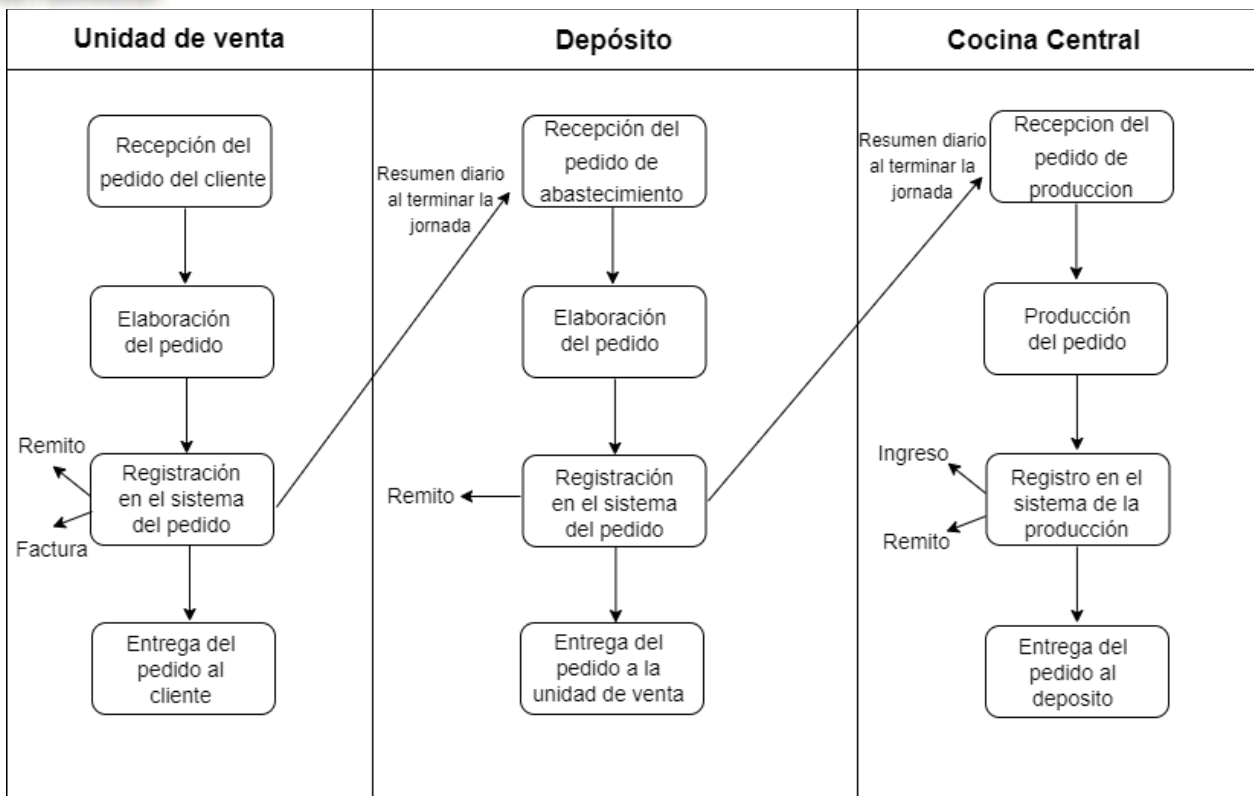 Unidad de venta
Depósito
Cocina Central
Recepción del
pedido del cliente
Elaboración
del pedido
Remito
Factura
Registración
en el sistema
del pedido
Entrega del
pedido al
cliente
Resumen diario
al terminar la
jornada
Recepción del
pedido de
abastecimiento
Elaboración
del pedido
Remito
Registración
en el sistema
del pedido
Entrega del
pedido a la
unidad de venta
Resumen diario
al terminar la
jornada
Recepcion del
pedido de
produccion
Producción
del pedido
Ingreso
Remito
Registro en el
sistema de la
producción
Entrega del
pedido al
deposito